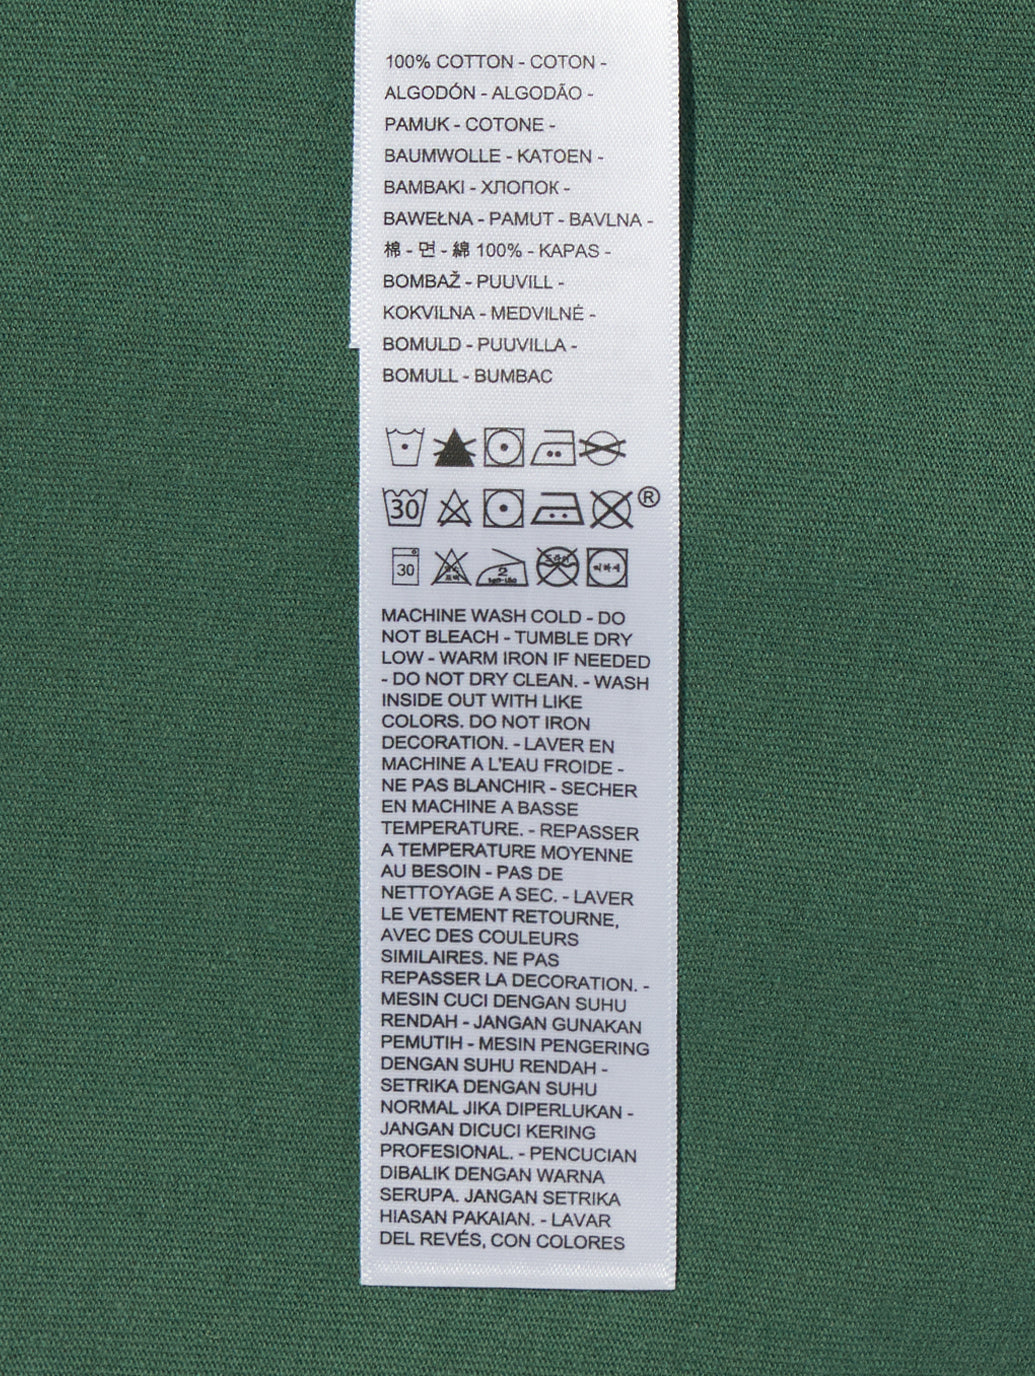 100% COTTON - COTON -
ALGODÓN - ALGODÃO -
PAMUK - COTONE -
BAUMWOLLE - KATOEN -
BAMBAKI - ХЛОПОК -
BAWEŁNA - PAMUT - BAVLNA -
棉 - 면 - 綿 100% - KAPAS -
BOMBAŽ - PUUVILL -
KOKVILNA - MEDVILNĖ -
BOMULD - PUUVILLA -
BOMULL - BUMBAC
30 ®
30 2
MACHINE WASH COLD - DO
NOT BLEACH - TUMBLE DRY
LOW - WARM IRON IF NEEDED
- DO NOT DRY CLEAN. - WASH
INSIDE OUT WITH LIKE
COLORS. DO NOT IRON
DECORATION. - LAVER EN
MACHINE A L'EAU FROIDE -
NE PAS BLANCHIR - SECHER
EN MACHINE A BASSE
TEMPERATURE. - REPASSER
A TEMPERATURE MOYENNE
AU BESOIN - PAS DE
NETTOYAGE A SEC. - LAVER
LE VETEMENT RETOURNE,
AVEC DES COULEURS
SIMILAIRES. NE PAS
REPASSER LA DECORATION. -
MESIN CUCI DENGAN SUHU
RENDAH - JANGAN GUNAKAN
PEMUTIH - MESIN PENGERING
DENGAN SUHU RENDAH -
SETRIKA DENGAN SUHU
NORMAL JIKA DIPERLUKAN -
JANGAN DICUCI KERING
PROFESIONAL. - PENCUCIAN
DIBALIK DENGAN WARNA
SERUPA. JANGAN SETRIKA
HIASAN PAKAIAN. - LAVAR
DEL REVÉS, CON COLORES